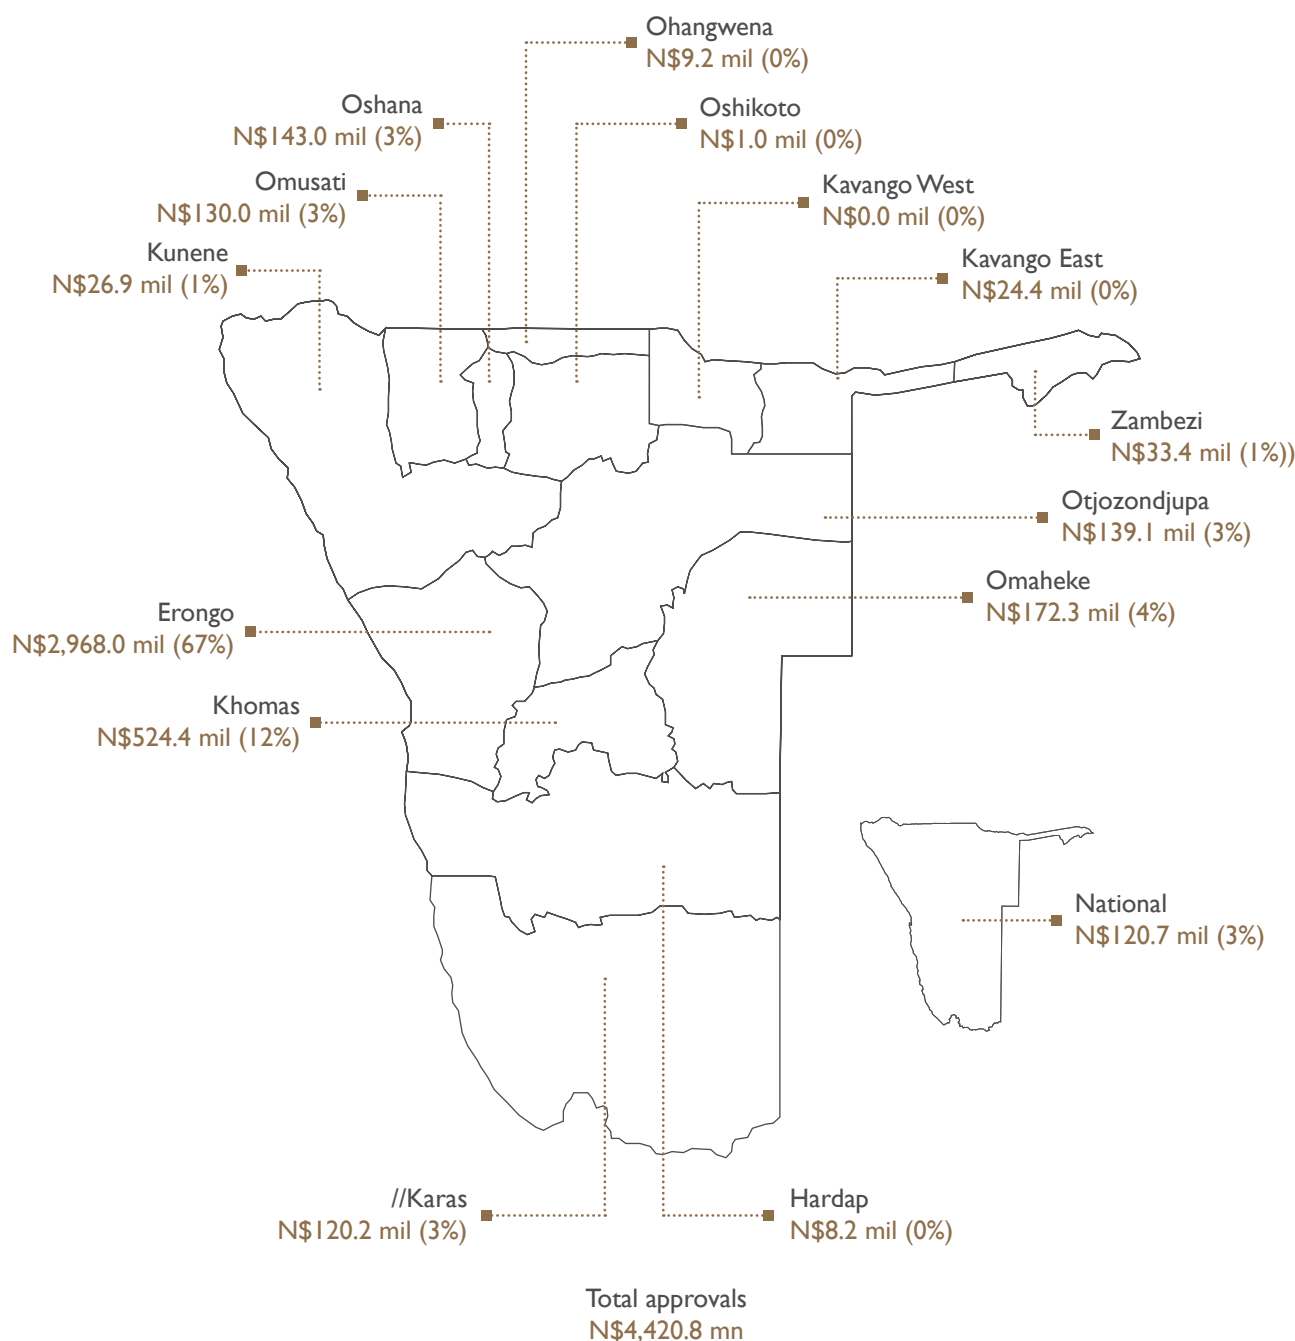 Ohangwena
N$9.2 mil (0%)
Oshana
N$143.0 mil (3%)
Oshikoto
N$1.0 mil (0%)
Omusati
N$130.0 mil (3%)
Kavango West
N$0.0 mil (0%)
Kunene
N$26.9 mil (1%)
Kavango East
N$24.4 mil (0%)
Zambezi
N$33.4 mil (1%))
Otjozondjupa
N$139.1 mil (3%)
Omaheke
N$172.3 mil (4%)
Erongo
N$2,968.0 mil (67%)
Khomas
N$524.4 mil (12%)
National
N$120.7 mil (3%)
//Karas
N$120.2 mil (3%)
Hardap
N$8.2 mil (0%)
Total approvals
N$4,420.8 mn